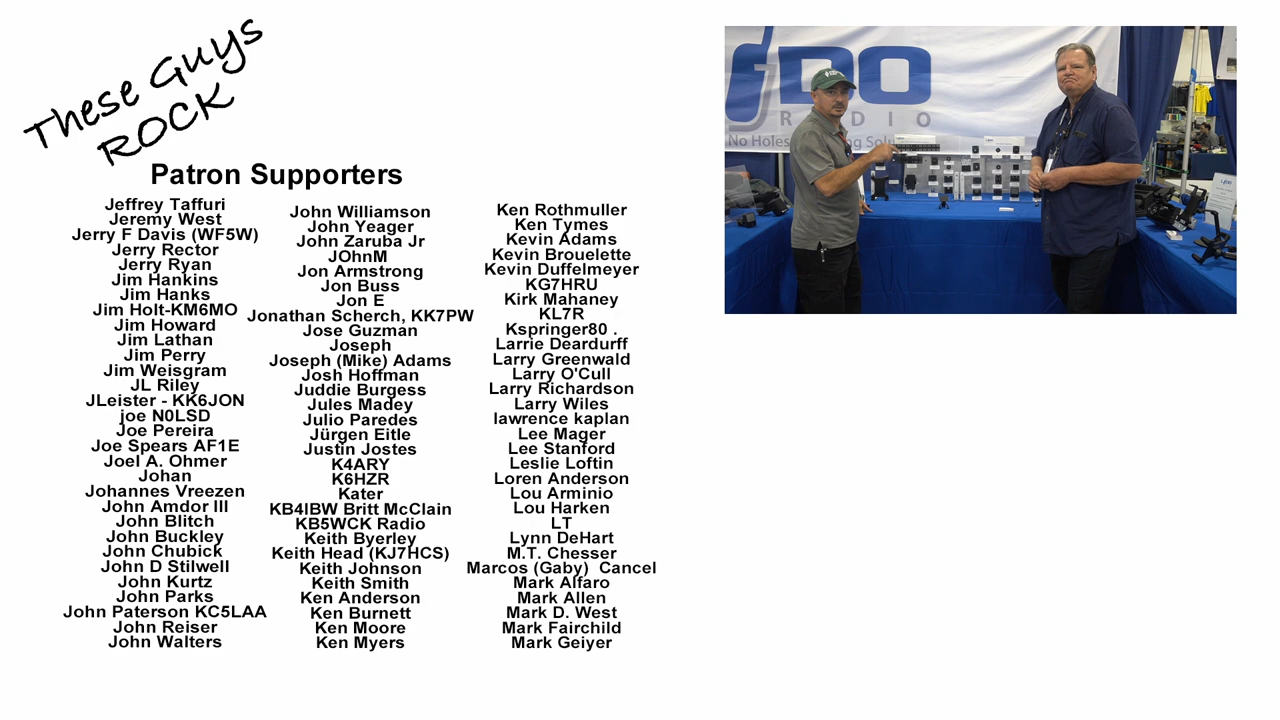 These Guys
ROCK
Patron Supporters
Jeffrey Taffuri
Jeremy West
Jerry F Davis (WF5W)
Jerry Rector
Jerry Ryan
Jim Hankins
Jim Hanks
Jim Holt-KM6MO
Jim Howard
Jim Lathan
Jim Perry
Jim Weisgram
JL Riley
JLeister - KK6JON
joe N0LSD
Joe Pereira
Joe Spears AF1E
Joel A. Ohmer
Johan
Johannes Vreezen
John Amdor III
John Blitch
John Buckley
John Chubick
John D Stilwell
John Kurtz
John Parks
John Paterson KC5LAA
John Reiser
John Walters
John Williamson
John Yeager
John Zaruba Jr
JOhnM
Jon Armstrong
Jon Buss
Jon E
Jonathan Scherch, KK7PW
Jose Guzman
Joseph
Joseph (Mike) Adams
Josh Hoffman
Juddie Burgess
Jules Madey
Julio Paredes
Jürgen Eitle
Justin Jostes
K4ARY
K6HZR
Kater
KB4IBW Britt McClain
KB5WCK Radio
Keith Byerley
Keith Head (KJ7HCS)
Keith Johnson
Keith Smith
Ken Anderson
Ken Burnett
Ken Moore
Ken Myers
Ken Rothmuller
Ken Tymes
Kevin Adams
Kevin Brouelette
Kevin Duffelmeyer
KG7HRU
Kirk Mahaney
KL7R
Kspringer80 .
Larrie Deardurff
Larry Greenwald
Larry O'Cull
Larry Richardson
Larry Wiles
lawrence kaplan
Lee Mager
Lee Stanford
Leslie Loftin
Loren Anderson
Lou Arminio
Lou Harken
LT
Lynn DeHart
M.T. Chesser
Marcos (Gaby)  Cancel
Mark Alfaro
Mark Allen
Mark D. West
Mark Fairchild
Mark Geiyer
RADIO
No Holes